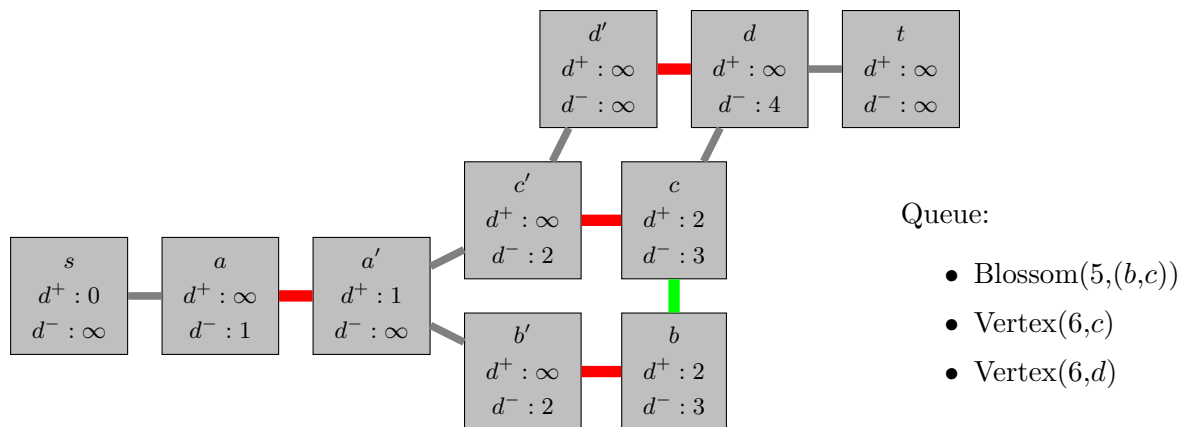 d′
d⁺ : ∞
d⁻ : ∞
d
d⁺ : ∞
d⁻ : 4
t
d⁺ : ∞
d⁻ : ∞
c′
d⁺ : ∞
d⁻ : 2
c
d⁺ : 2
d⁻ : 3
s
d⁺ : 0
d⁻ : ∞
a
d⁺ : ∞
d⁻ : 1
a′
d⁺ : 1
d⁻ : ∞
b′
d⁺ : ∞
d⁻ : 2
b
d⁺ : 2
d⁻ : 3
Queue:
• Blossom(5,(b,c))
• Vertex(6,c)
• Vertex(6,d)